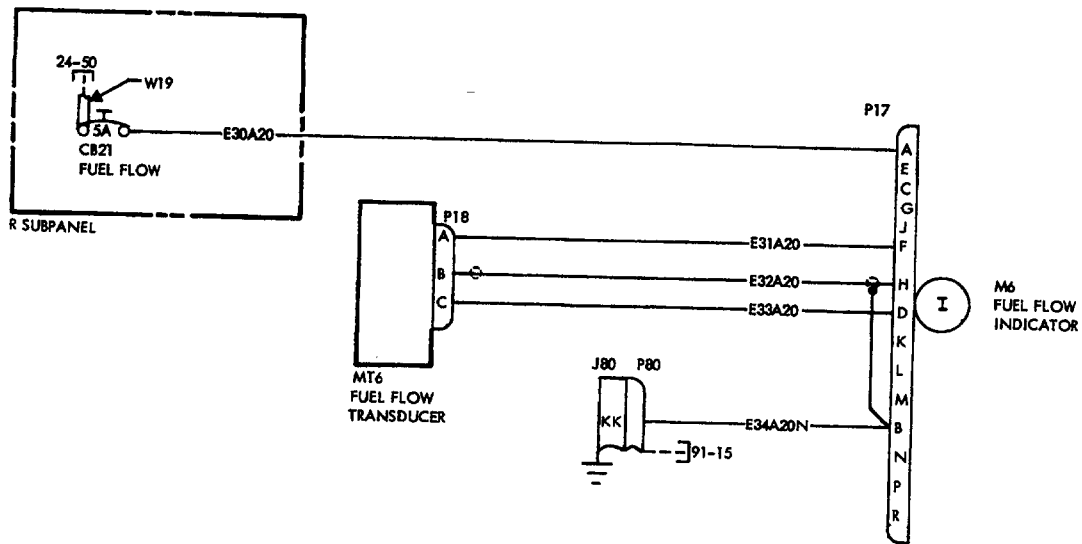 24-50
W19
5A
CB21
FUEL FLOW
E30A20
R SUBPANEL
P17
A
E
C
G
J
F
H
D
K
L
M
B
N
P
R
P18
A
B
C
E31A20
E32A20
E33A20
I
M6
FUEL FLOW
INDICATOR
MT6
FUEL FLOW
TRANSDUCER
J80 P80
KK
E34A20N
91-15